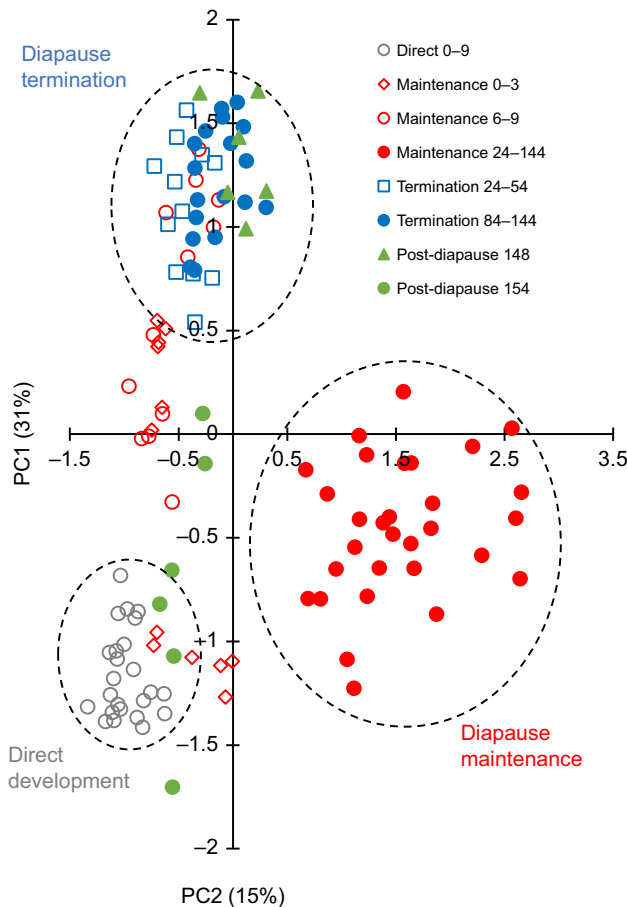 2
Diapause
termination
Direct 0–9
Maintenance 0–3
Maintenance 6–9
Maintenance 24–144
Termination 24–54
Termination 84–144
Post-diapause 148
Post-diapause 154
1.5
1
0.5
PC1 (31%)
–1.5
–0.5
0
0.5
1.5
2.5
3.5
–0.5
–1
–1.5
–2
Direct
development
Diapause
maintenance
PC2 (15%)